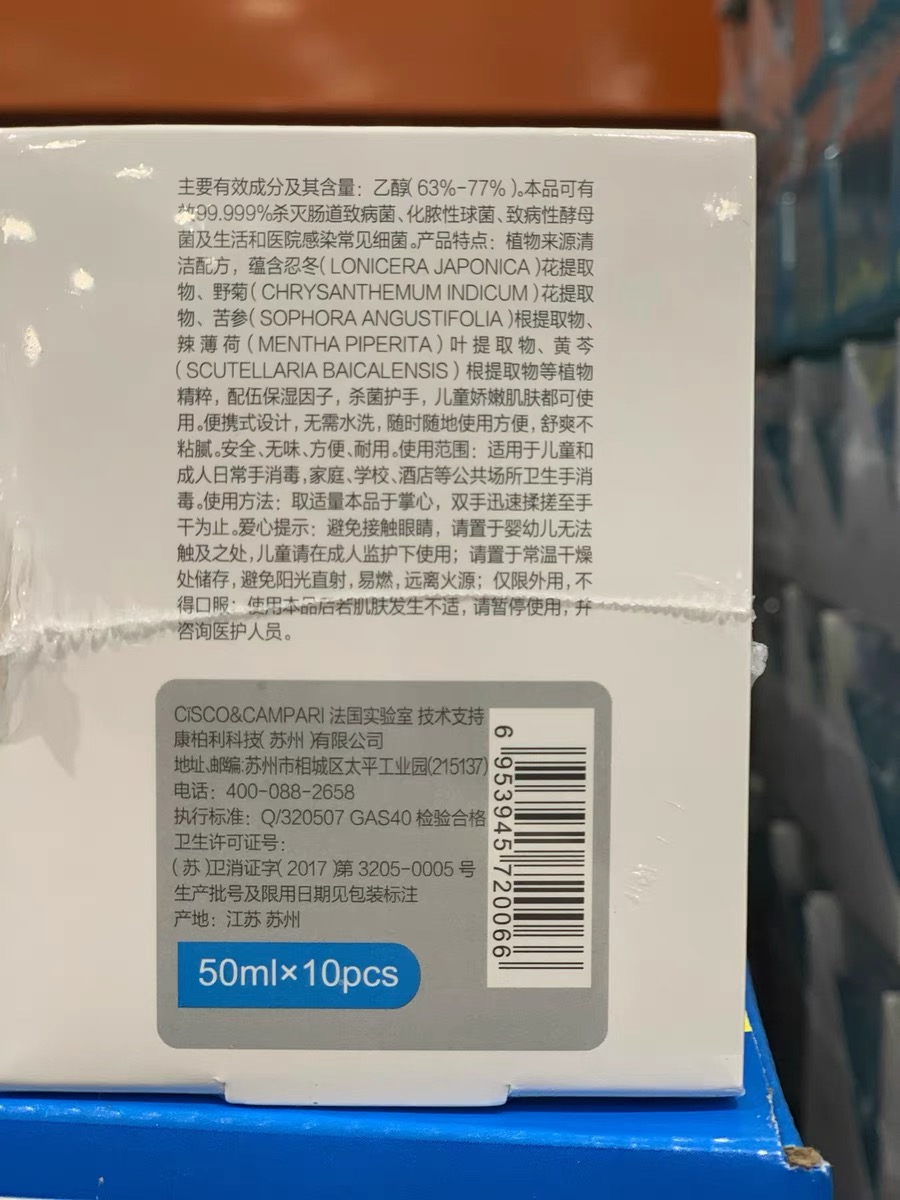 主要有效成分及其含量：乙醇(63%-77%)。本品可有
效99.999%杀灭肠道致病菌、化脓性球菌、致病性酵母
菌及生活和医院感染常见细菌。产品特点：植物来源清
洁配方，蕴含忍冬(LONICERA JAPONICA)花提取
物、野菊(CHRYSANTHEMUM INDICUM)花提取
物、苦参(SOPHORA ANGUSTIFOLIA)根提取物、
辣薄荷(MENTHA PIPERITA)叶提取物、黄芩
(SCUTELLARIA BAICALENSIS)根提取物等植物
精粹，配伍保湿因子，杀菌护手，儿童娇嫩肌肤都可使
用。便携式设计，无需水洗，随时随地使用方便，舒爽不
粘腻。安全、无味、方便、耐用。使用范围：适用于儿童和
成人日常手消毒，家庭、学校、酒店等公共场所卫生手消
毒。使用方法：取适量本品于掌心，双手迅速揉搓至手
干为止。爱心提示：避免接触眼睛，请置于婴幼儿无法
触及之处，儿童请在成人监护下使用；请置于常温干燥
处储存，避免阳光直射，易燃，远离火源；仅限外用，不
得口服；使用本品后若肌肤发生不适，请暂停使用，并
咨询医护人员。
CiSCO&CAMPARI 法国实验室 技术支持
康柏利科技(苏州)有限公司
地址、邮编:苏州市相城区太平工业园(215137)
电话：400-088-2658
执行标准：Q/320507 GAS40 检验合格
卫生许可证号：
(苏)卫消证字(2017)第3205-0005号
生产批号及限用日期见包装标注
产地：江苏 苏州
50ml×10pcs
6 953945 720066